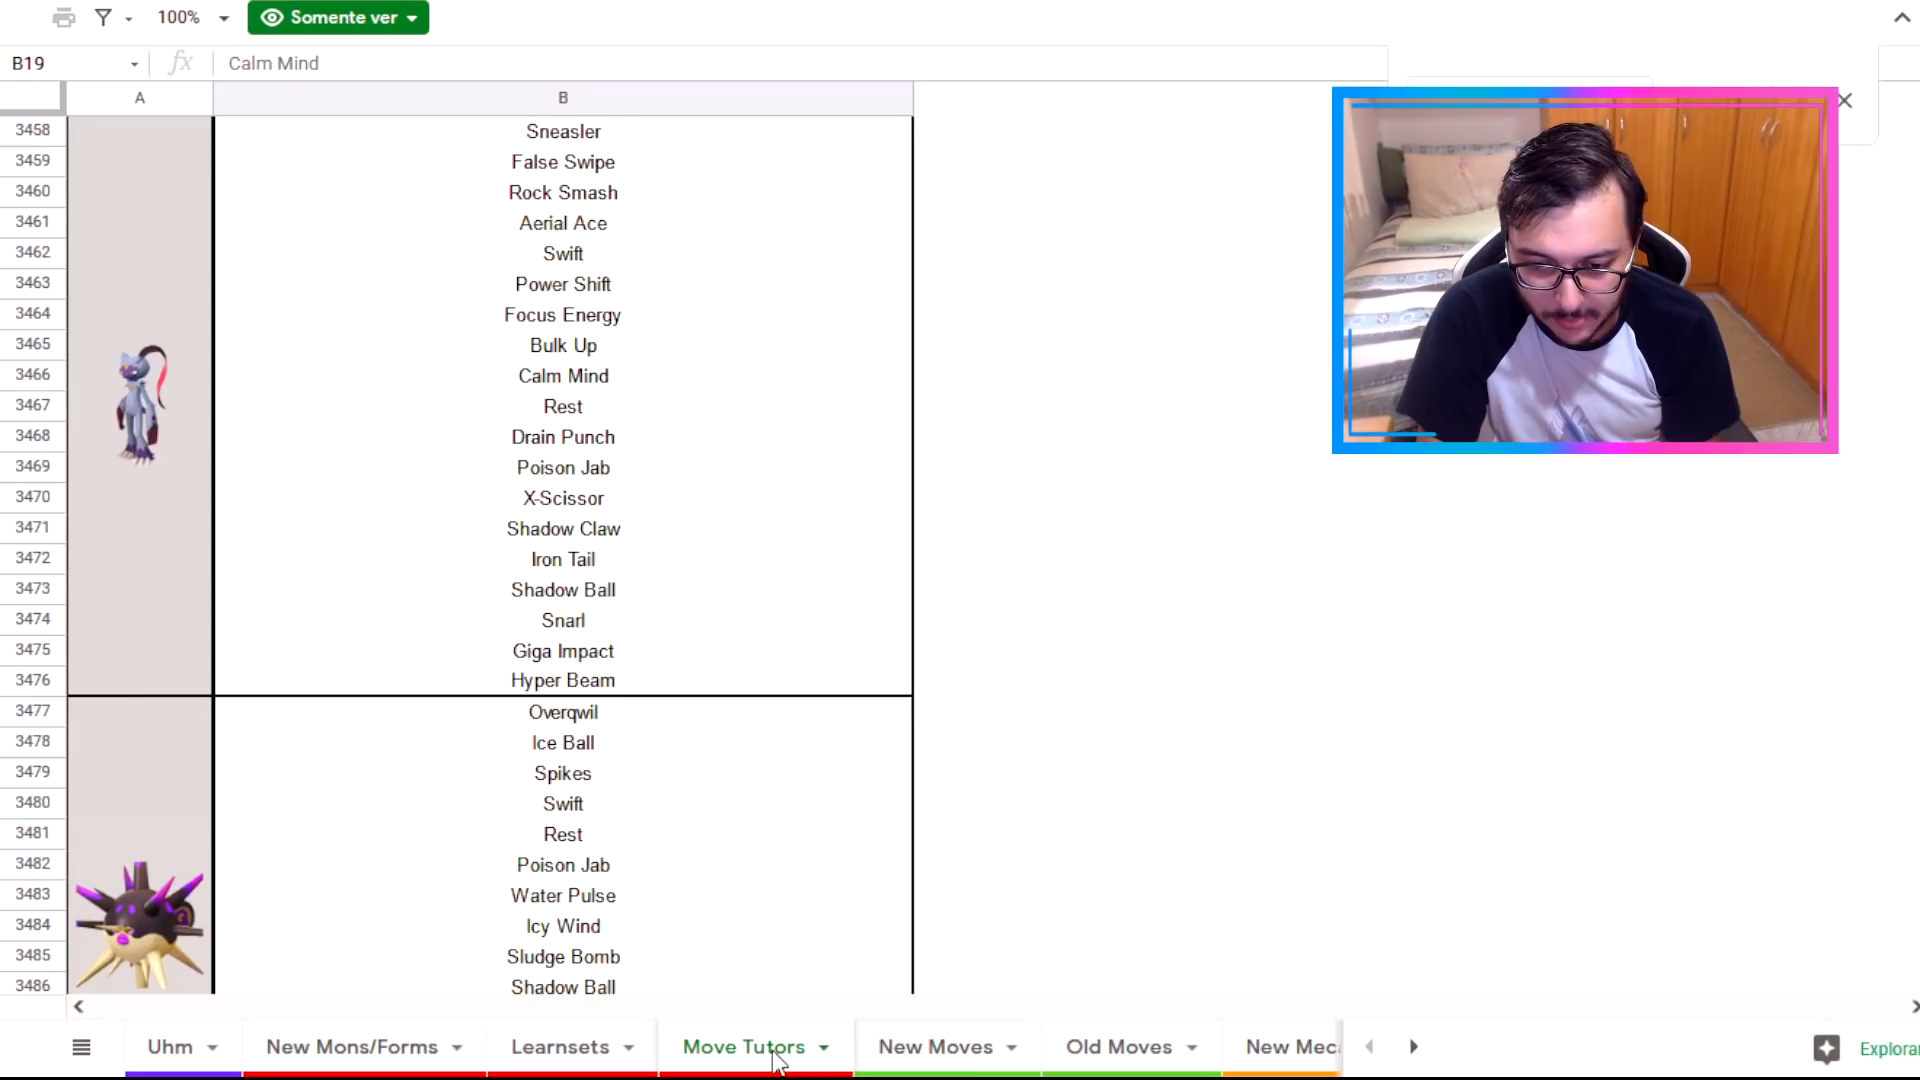 100%
Somente ver
B19
fx
Calm Mind
A
B
3458
Sneasler
3459
False Swipe
3460
Rock Smash
3461
Aerial Ace
3462
Swift
3463
Power Shift
3464
Focus Energy
3465
Bulk Up
3466
Calm Mind
3467
Rest
3468
Drain Punch
3469
Poison Jab
3470
X-Scissor
3471
Shadow Claw
3472
Iron Tail
3473
Shadow Ball
3474
Snarl
3475
Giga Impact
3476
Hyper Beam
3477
Overqwil
3478
Ice Ball
3479
Spikes
3480
Swift
3481
Rest
3482
Poison Jab
3483
Water Pulse
3484
Icy Wind
3485
Sludge Bomb
3486
Shadow Ball
Uhm
New Mons/Forms
Learnsets
Move Tutors
New Moves
Old Moves
New Mec
Explorar